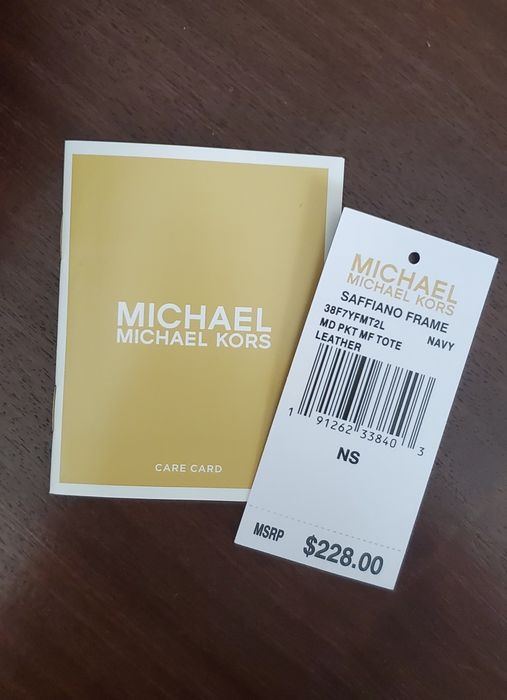 MICHAEL
MICHAEL KORS
CARE CARD
MICHAEL
MICHAEL KORS
SAFFIANO FRAME
38F7YFMT2L NAVY
MD PKT MF TOTE
LEATHER
1 91262 33840 3
NS
MSRP $228.00